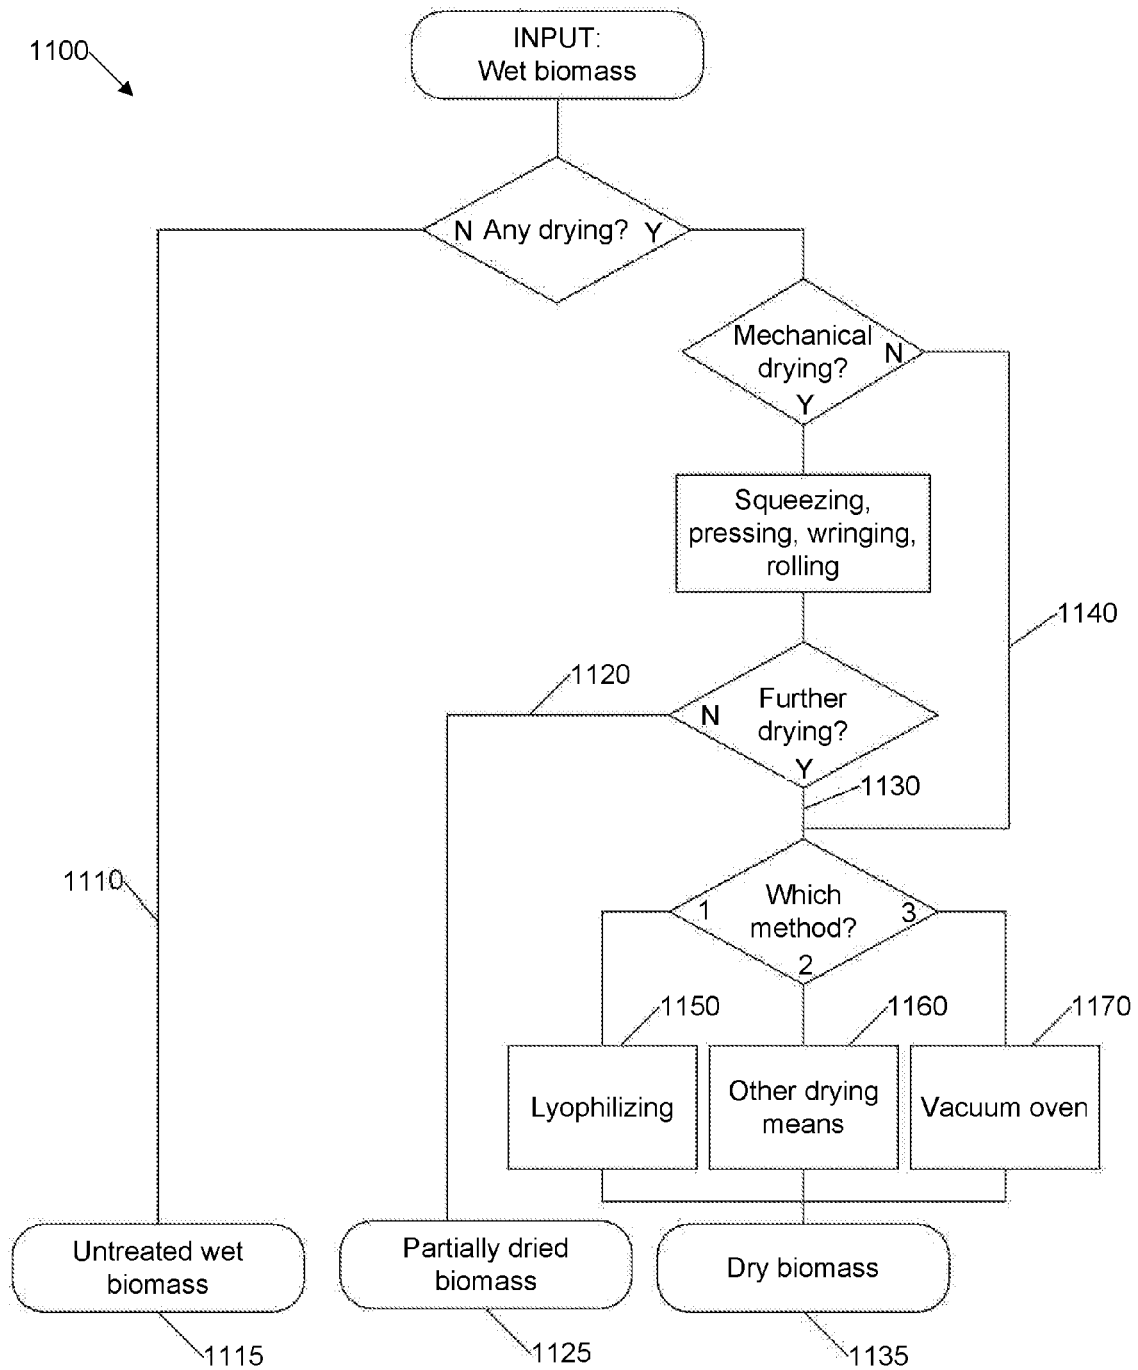 INPUT:
Wet biomass
1100
N Any drying? Y
Mechanical
drying?
N
Y
Squeezing,
pressing, wringing,
rolling
1140
1120
Further
drying?
N
Y
1130
1110
Which
method?
1
3
2
1150
1160
1170
Lyophilizing
Other drying
means
Vacuum oven
Untreated wet
biomass
Partially dried
biomass
Dry biomass
1115
1125
1135